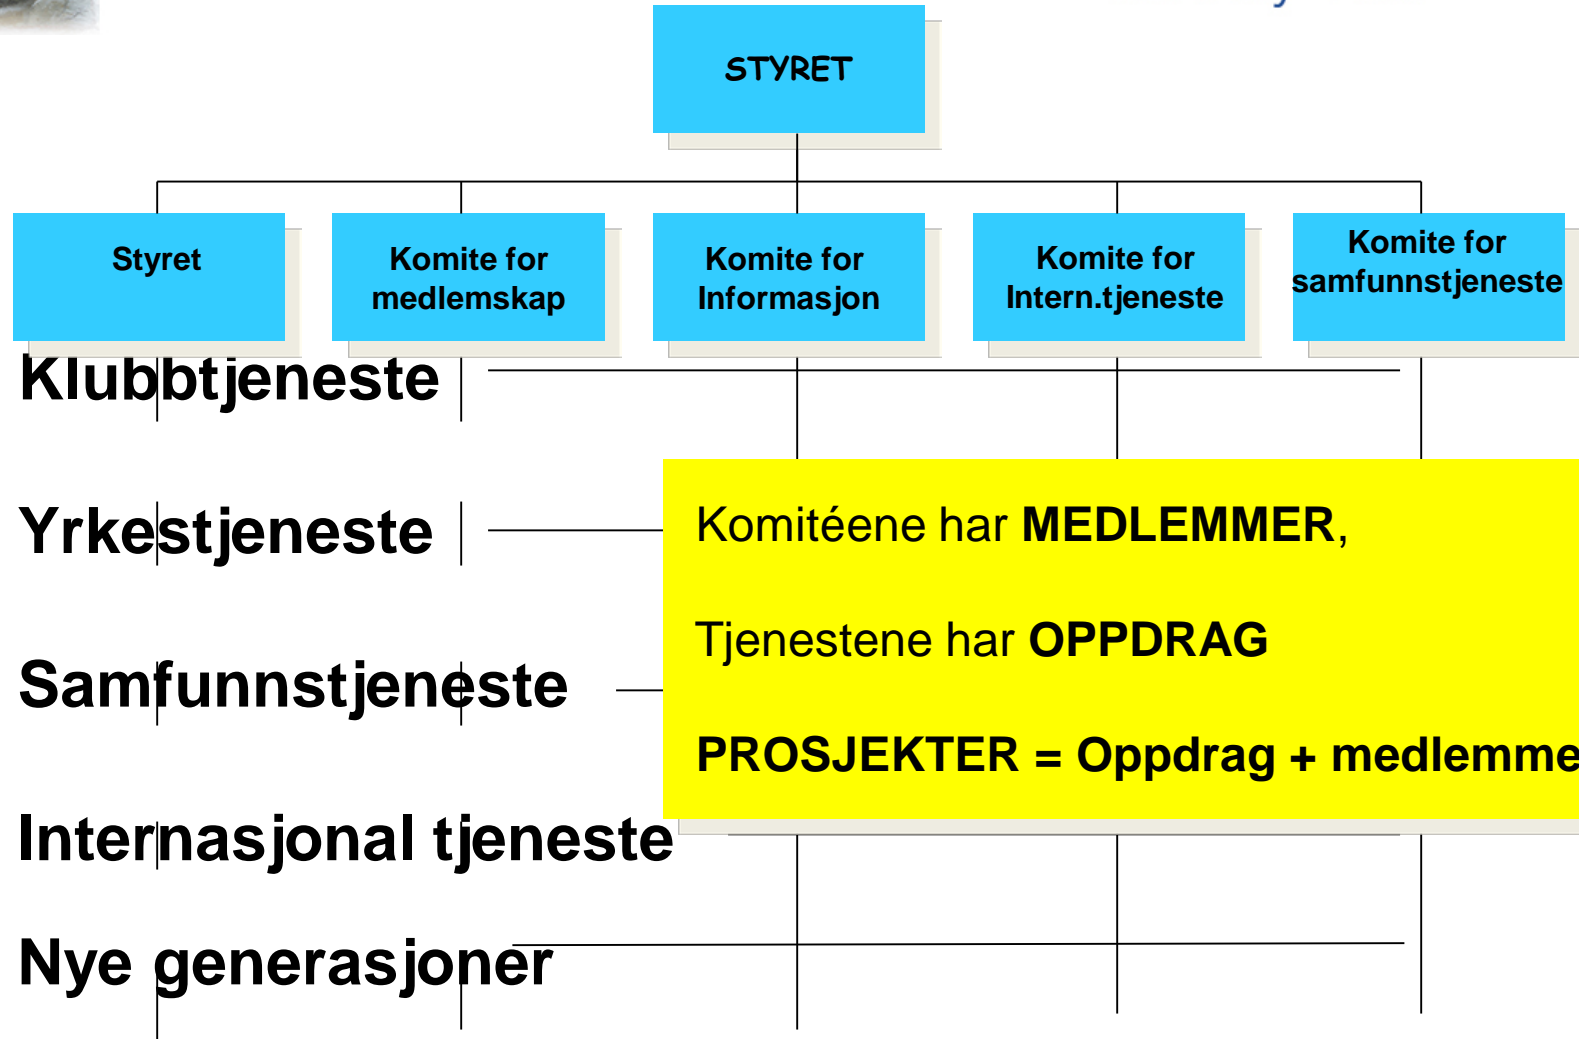 STYRET
Styret
Komite for
medlemskap
Komite for
Informasjon
Komite for
Intern.tjeneste
Komite for
samfunnstjeneste
Klubbtjeneste
Yrkestjeneste
Samfunnstjeneste
Internasjonal tjeneste
Nye generasjoner
Komitéene har MEDLEMMER,
Tjenestene har OPPDRAG
PROSJEKTER = Oppdrag + medlemme